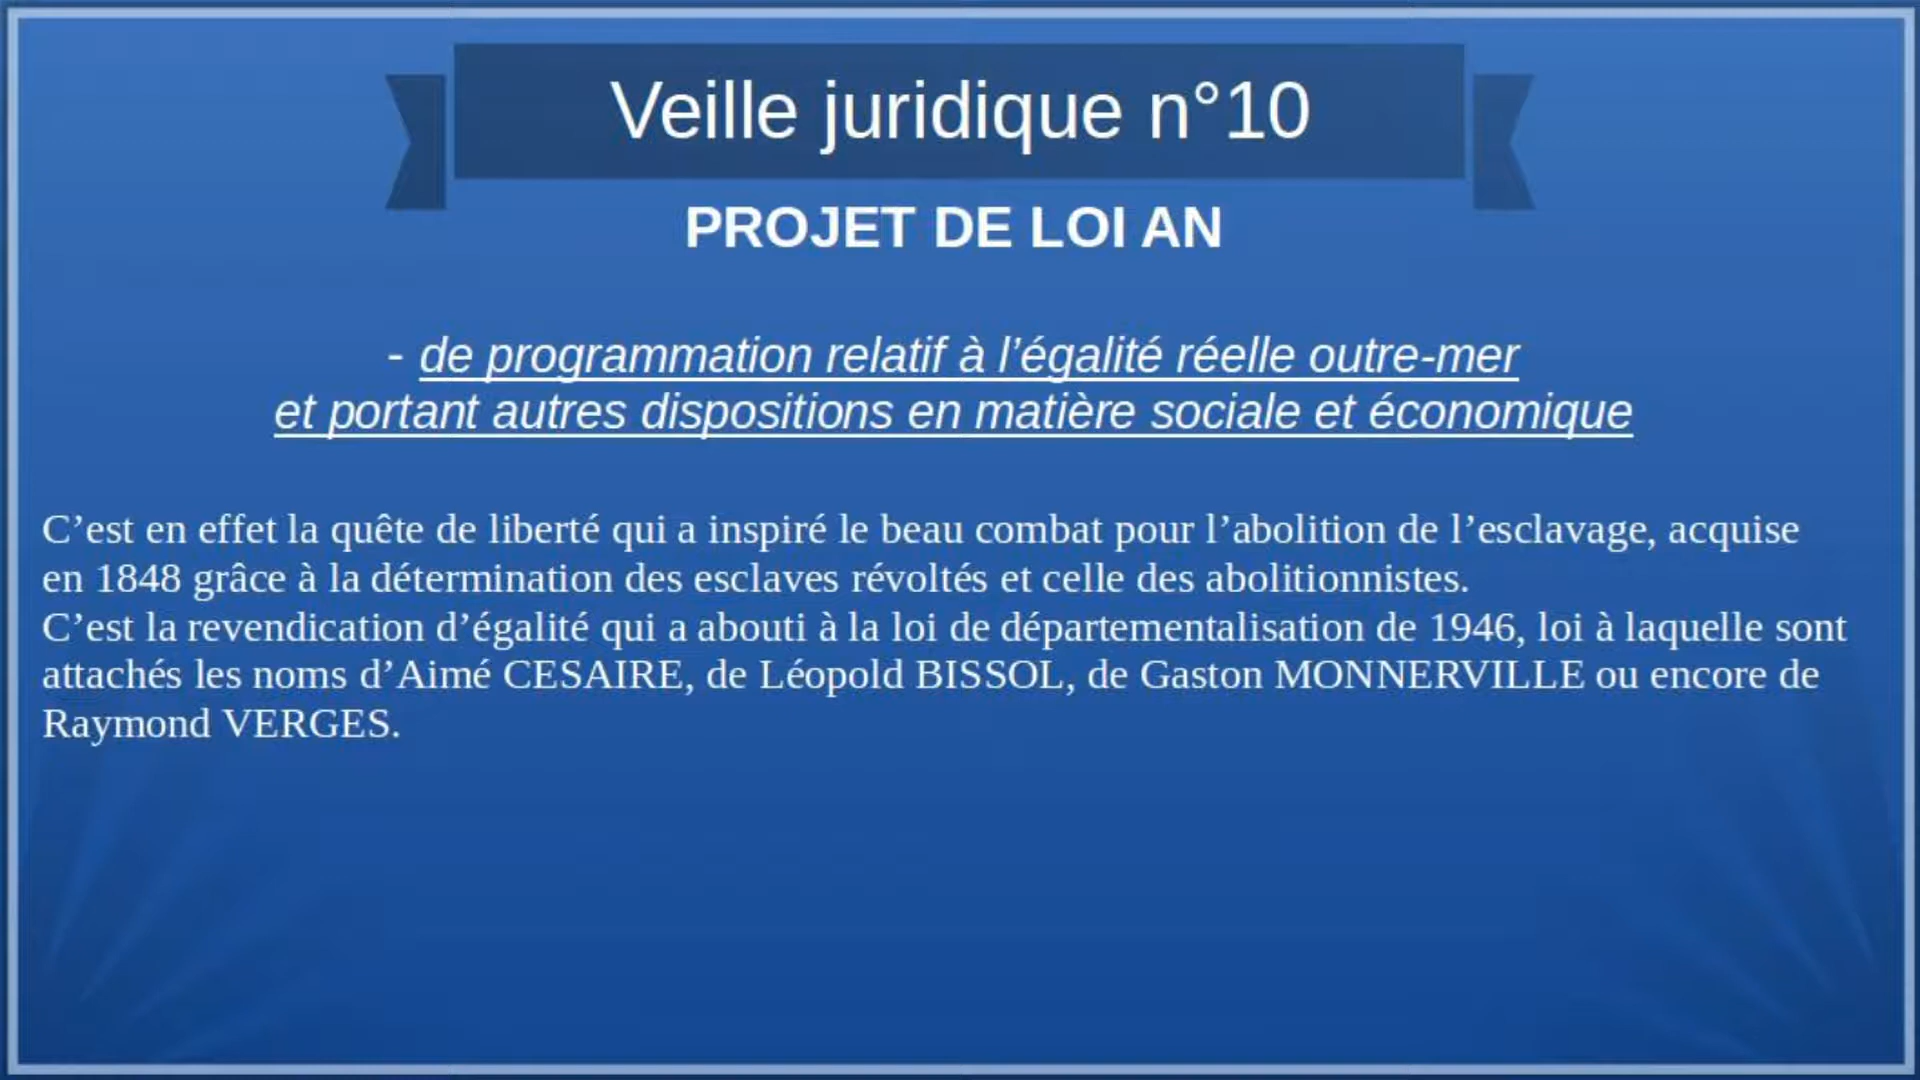 Veille juridique n°10
PROJET DE LOI AN
- de programmation relatif à l’égalité réelle outre-mer
et portant autres dispositions en matière sociale et économique
C’est en effet la quête de liberté qui a inspiré le beau combat pour l’abolition de l’esclavage, acquise
en 1848 grâce à la détermination des esclaves révoltés et celle des abolitionnistes.
C’est la revendication d’égalité qui a abouti à la loi de départementalisation de 1946, loi à laquelle sont
attachés les noms d’Aimé CESAIRE, de Léopold BISSOL, de Gaston MONNERVILLE ou encore de
Raymond VERGES.